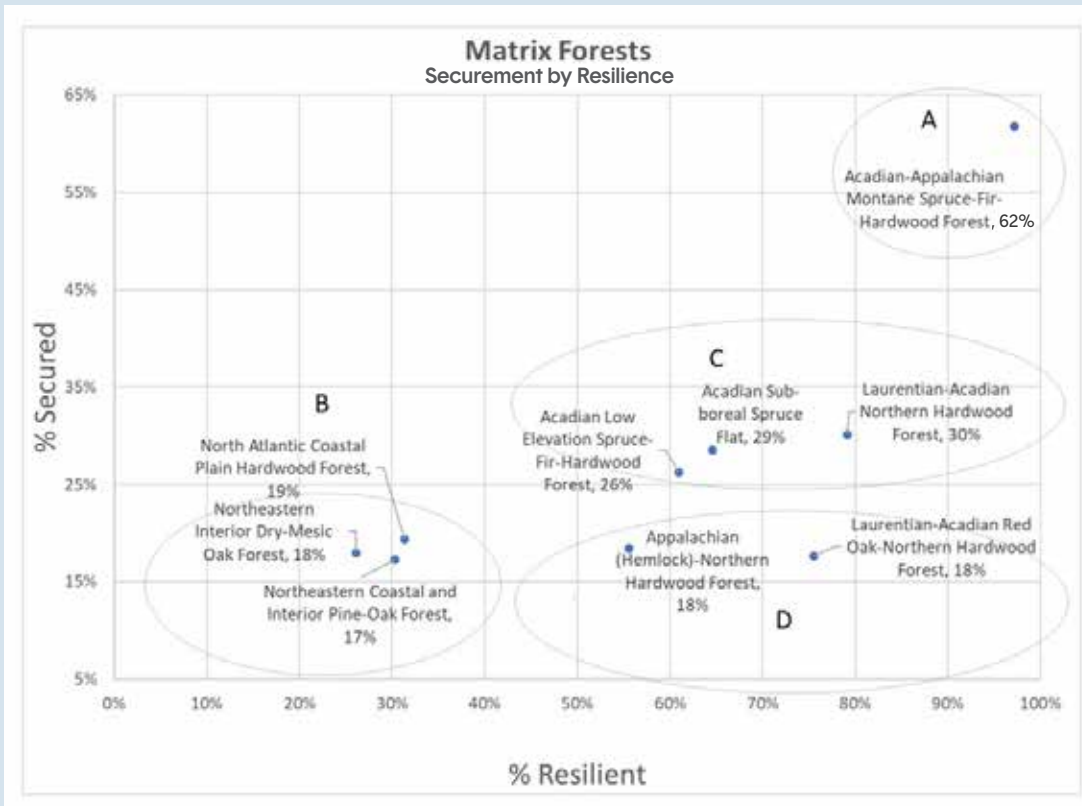 Matrix Forests
Securement by Resilience
65%
55%
45%
35%
25%
15%
5%
% Secured
A
Acadian-Appalachian
Montane Spruce-Fir-
Hardwood Forest, 62%
C
Acadian Sub-
boreal Spruce
Flat, 29%
Laurentian-Acadian
Northern Hardwood
Forest, 30%
Acadian Low
Elevation Spruce-
Fir-Hardwood
Forest, 26%
B
North Atlantic Coastal
Plain Hardwood Forest,
19%
Northeastern
Interior Dry-Mesic
Oak Forest, 18%
Northeastern Coastal and
Interior Pine-Oak Forest,
17%
Appalachian
(Hemlock)-Northern
Hardwood Forest,
18%
Laurentian-Acadian Red
Oak-Northern Hardwood
Forest, 18%
D
0% 10% 20% 30% 40% 50% 60% 70% 80% 90% 100%
% Resilient